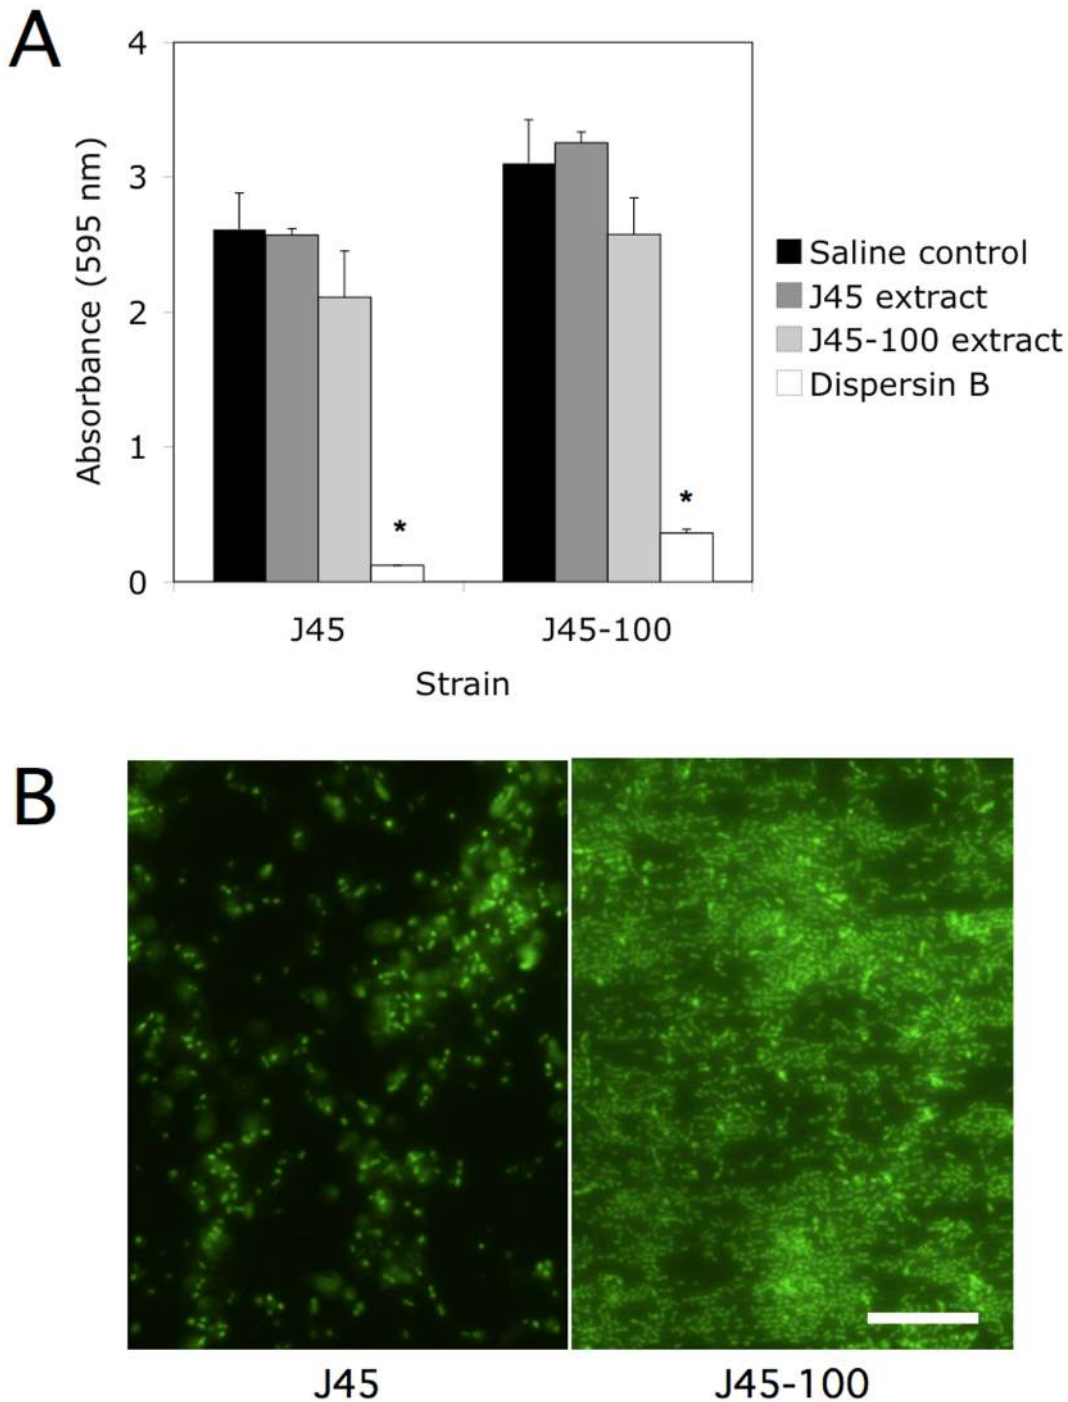 A
4
3
2
1
0
Absorbance (595 nm)
*
*
J45
J45-100
Strain
Saline control
J45 extract
J45-100 extract
Dispersin B
B
J45
J45-100